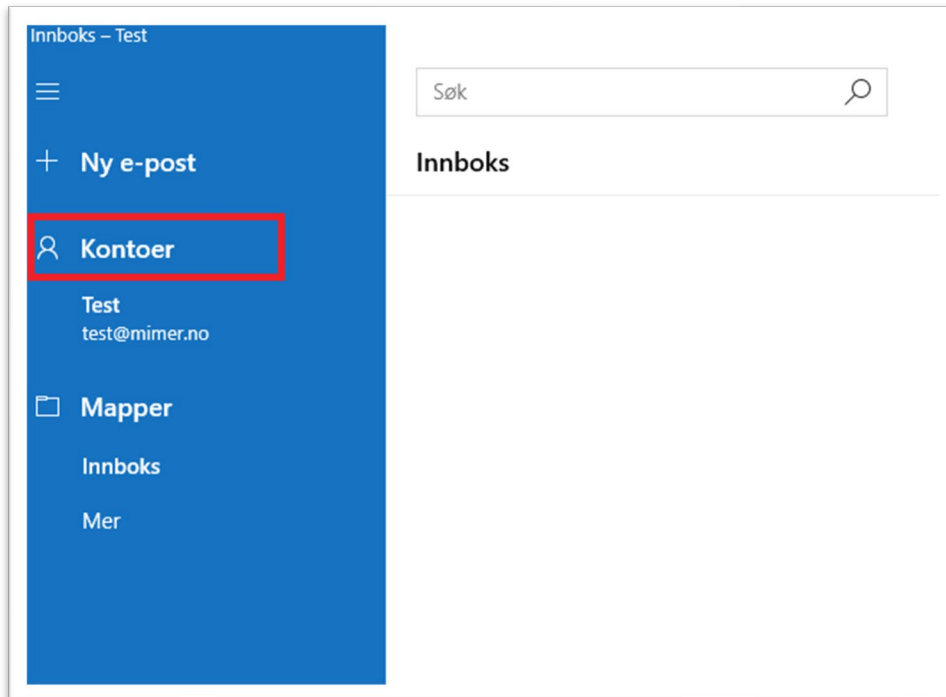 Innboks – Test
Søk
Ny e-post
Innboks
Kontoer
Test
test@mimer.no
Mapper
Innboks
Mer